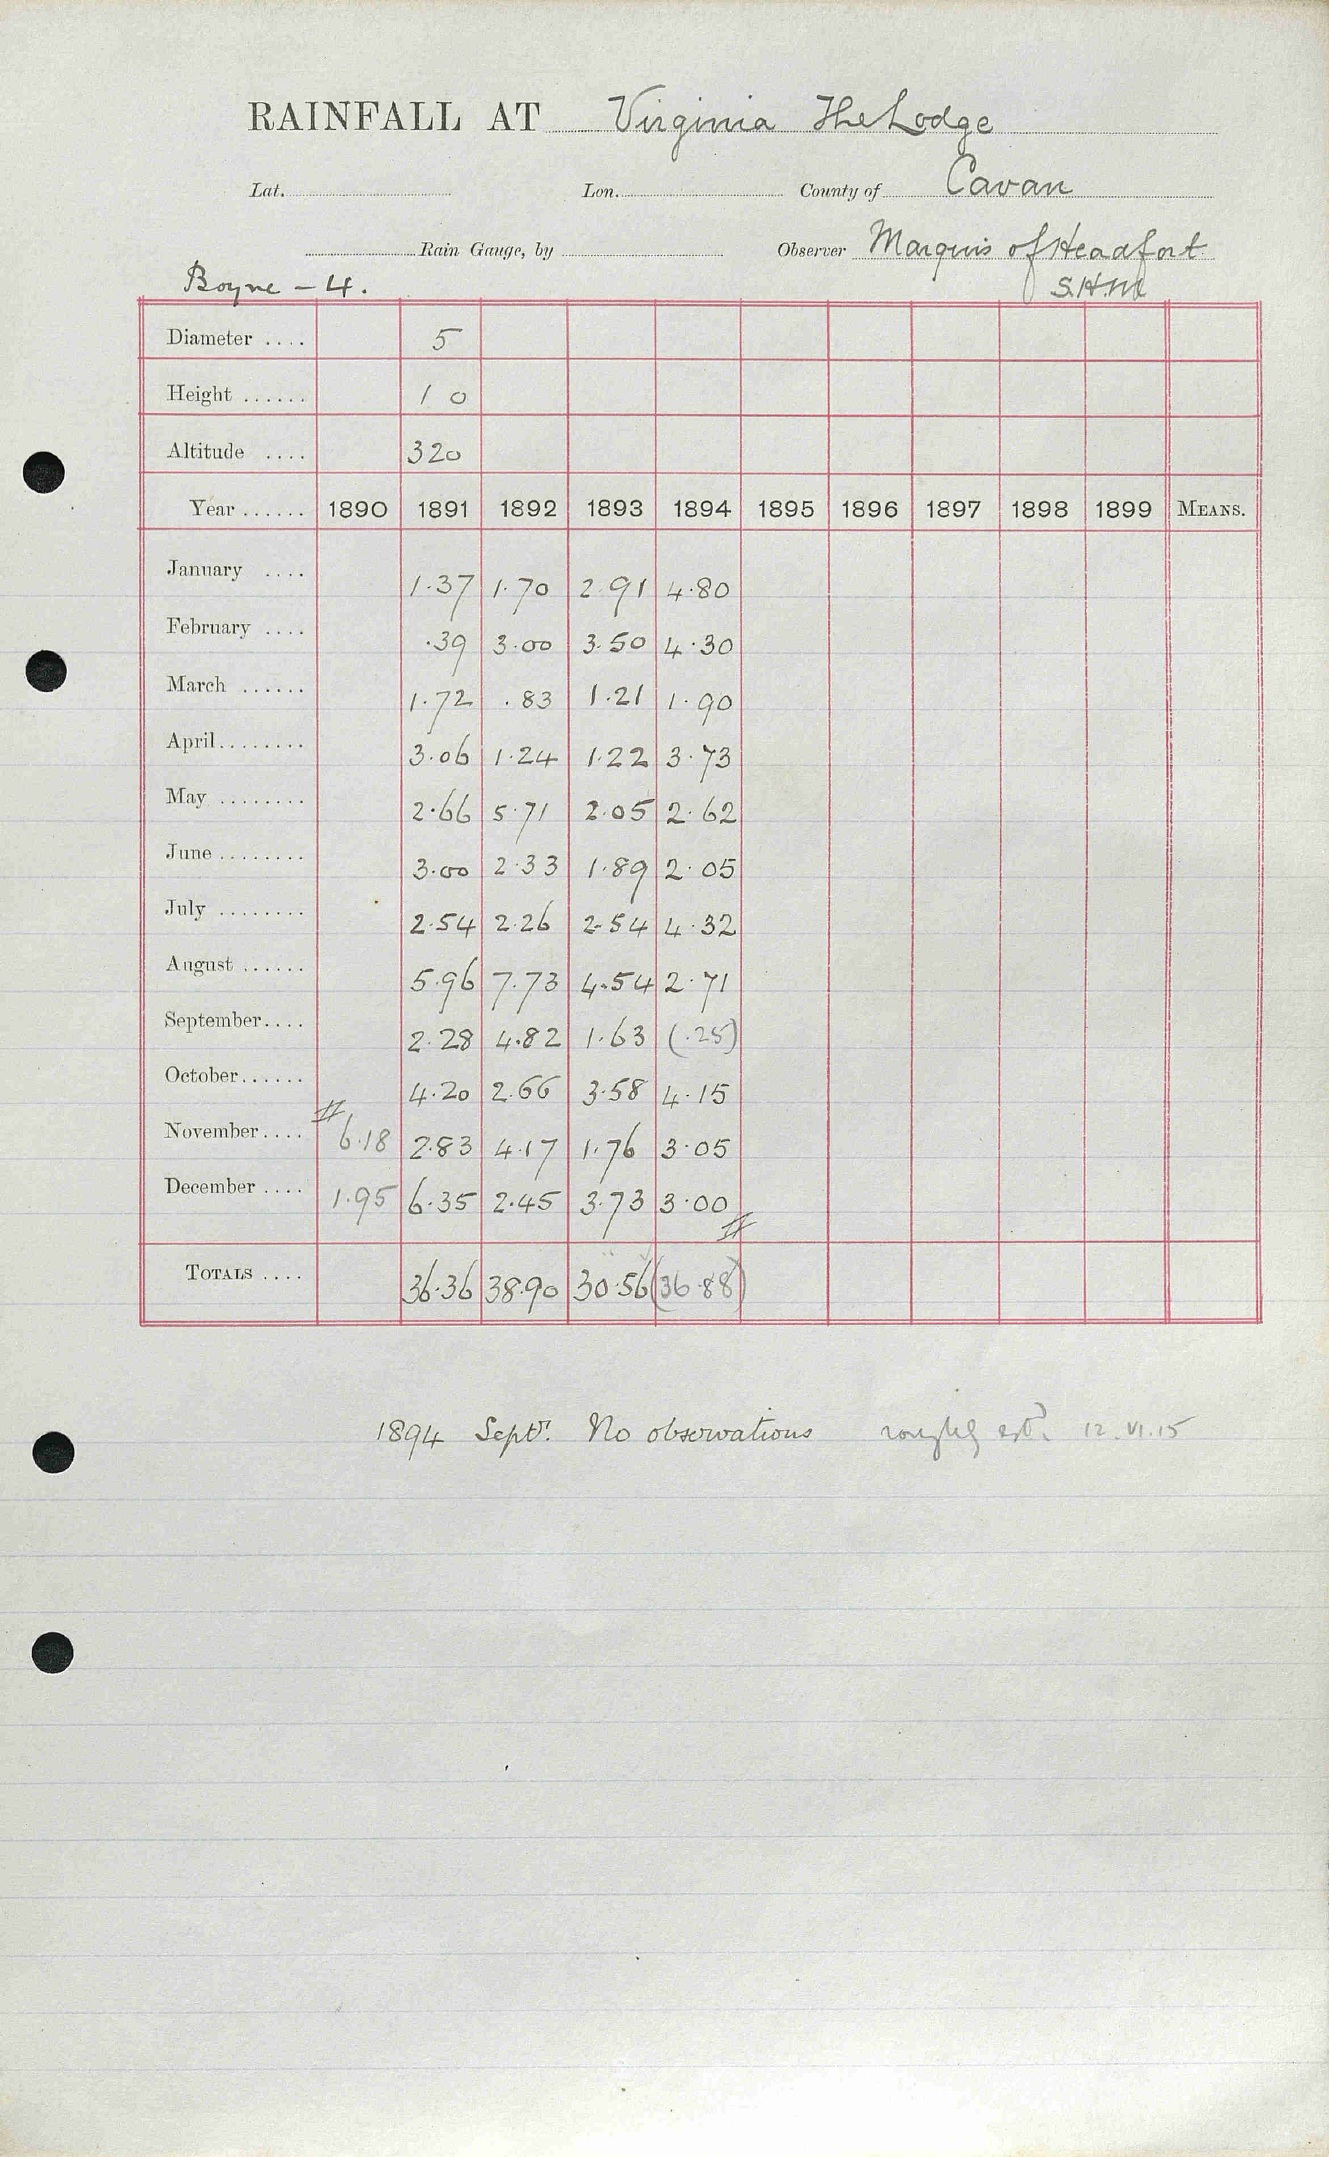 RAINFALL AT Virginia The Lodge
Lat. Lon. County of Cavan
Rain Gauge, by Observer Marquis of Headfort
Boyne - 4. S.H.M
Diameter .... 5
Height ...... 1 0
Altitude .... 320
Year ...... 1890 1891 1892 1893 1894 1895 1896 1897 1898 1899 MEANS.
January .... 1.37 1.70 2.91 4.80
February .... .39 3.00 3.50 4.30
March ...... 1.72 .83 1.21 1.90
April........ 3.06 1.24 1.22 3.73
May ........ 2.66 5.71 2.05 2.62
June ........ 3.00 2.33 1.89 2.05
July ........ 2.54 2.26 2.54 4.32
August ...... 5.96 7.73 4.54 2.71
September.... 2.28 4.82 1.63 (.25)
October...... 4.20 2.66 3.58 4.15
November.... 6.18 2.83 4.17 1.76 3.05
December .... 1.95 6.35 2.45 3.73 3.00
TOTALS .... 36.36 38.90 30.56 (36.88)
1894 Septr. No observations roughly estd. 12.VI.15